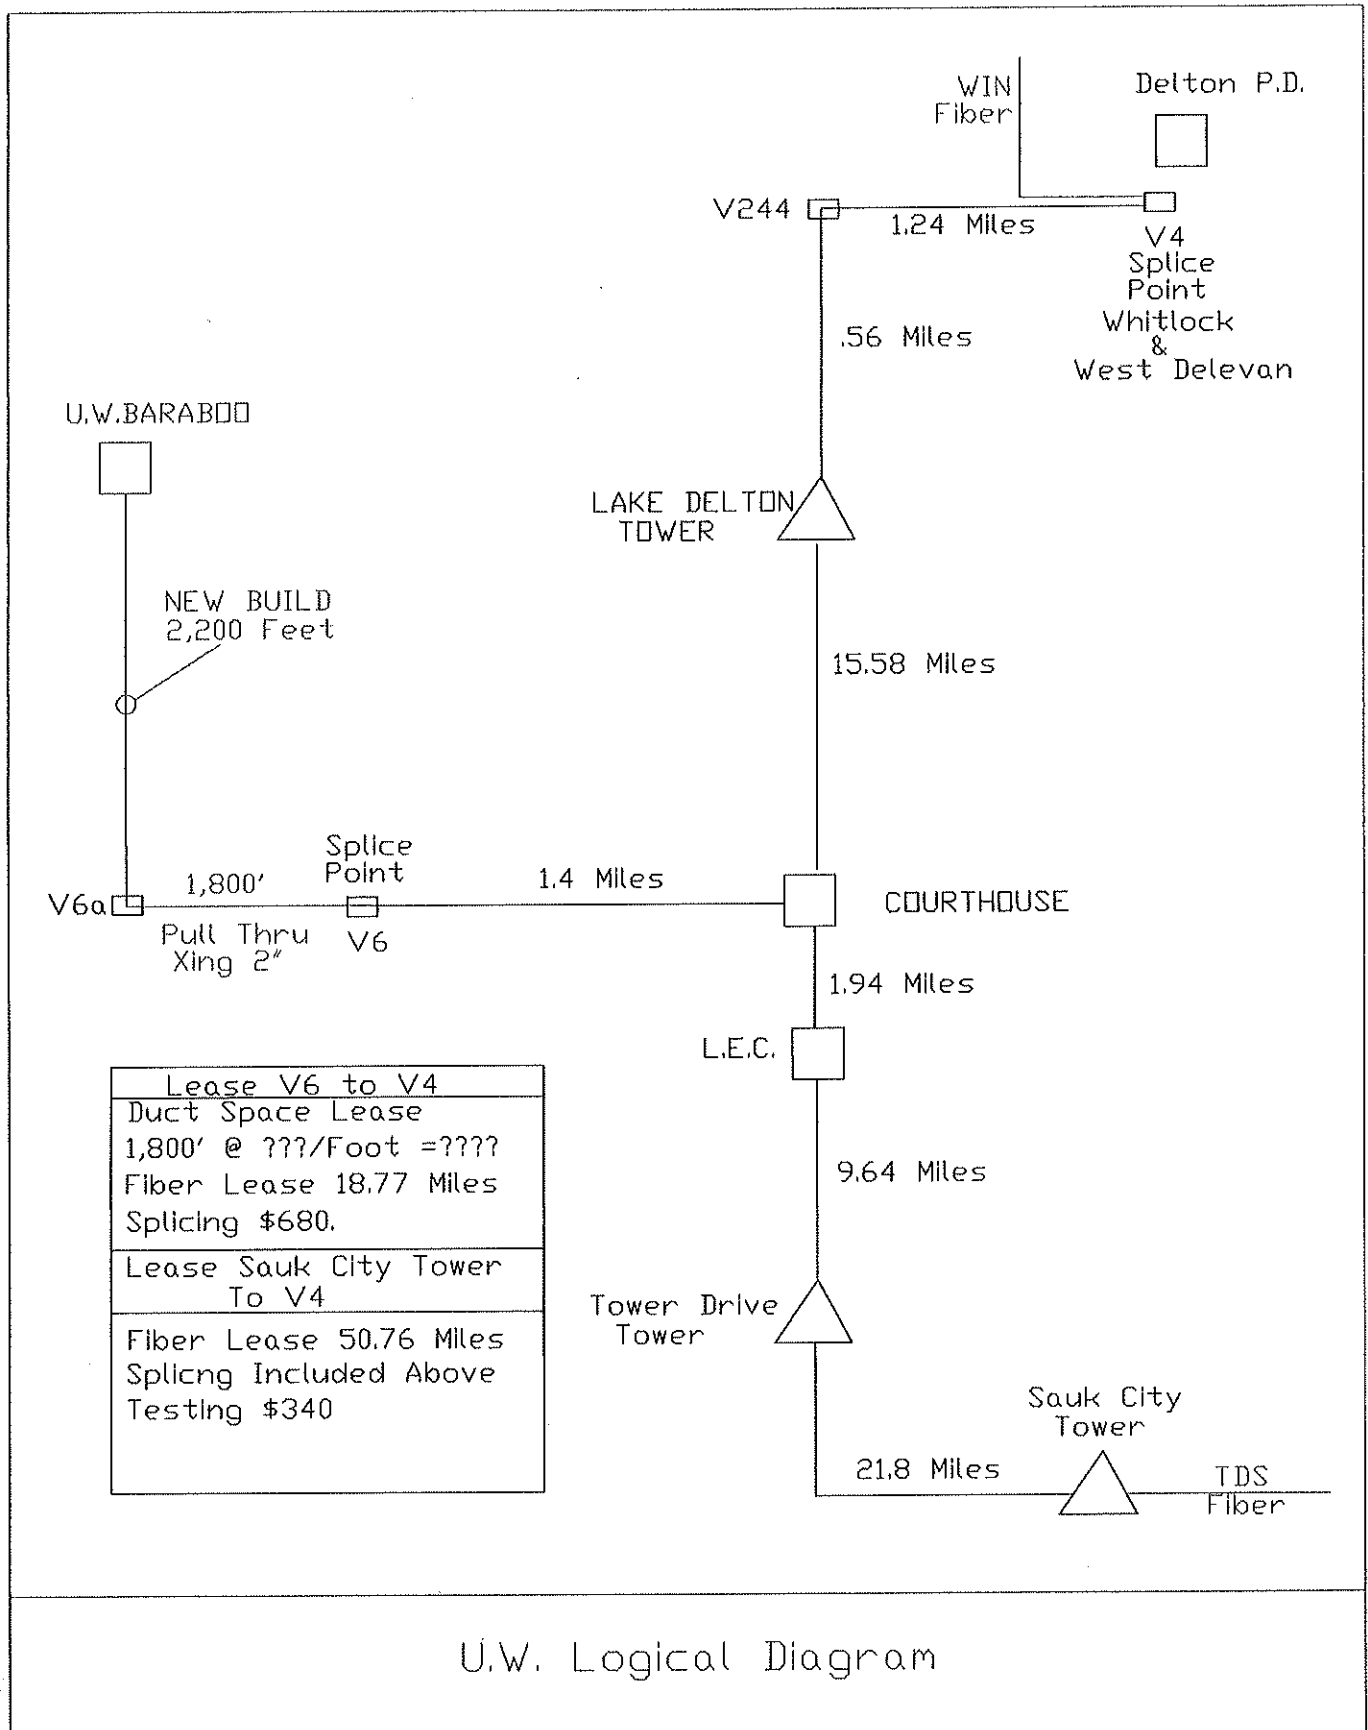 WIN
Fiber
Delton P.D.
V244
1.24 Miles
V4
Splice
Point
Whitlock
&
West Delevan
.56 Miles
U.W.BARABOO
LAKE DELTON
TOWER
NEW BUILD
2,200 Feet
15.58 Miles
Splice
Point
1,800'
1.4 Miles
V6a
COURTHOUSE
Pull Thru
Xing 2"
V6
1.94 Miles
L.E.C.
Lease V6 to V4
Duct Space Lease
1,800' @ ???/Foot =????
Fiber Lease 18.77 Miles
Splicing $680.
Lease Sauk City Tower
To V4
Fiber Lease 50.76 Miles
Splicng Included Above
Testing $340
9.64 Miles
Tower Drive
Tower
Sauk City
Tower
21.8 Miles
TDS
Fiber
U.W. Logical Diagram